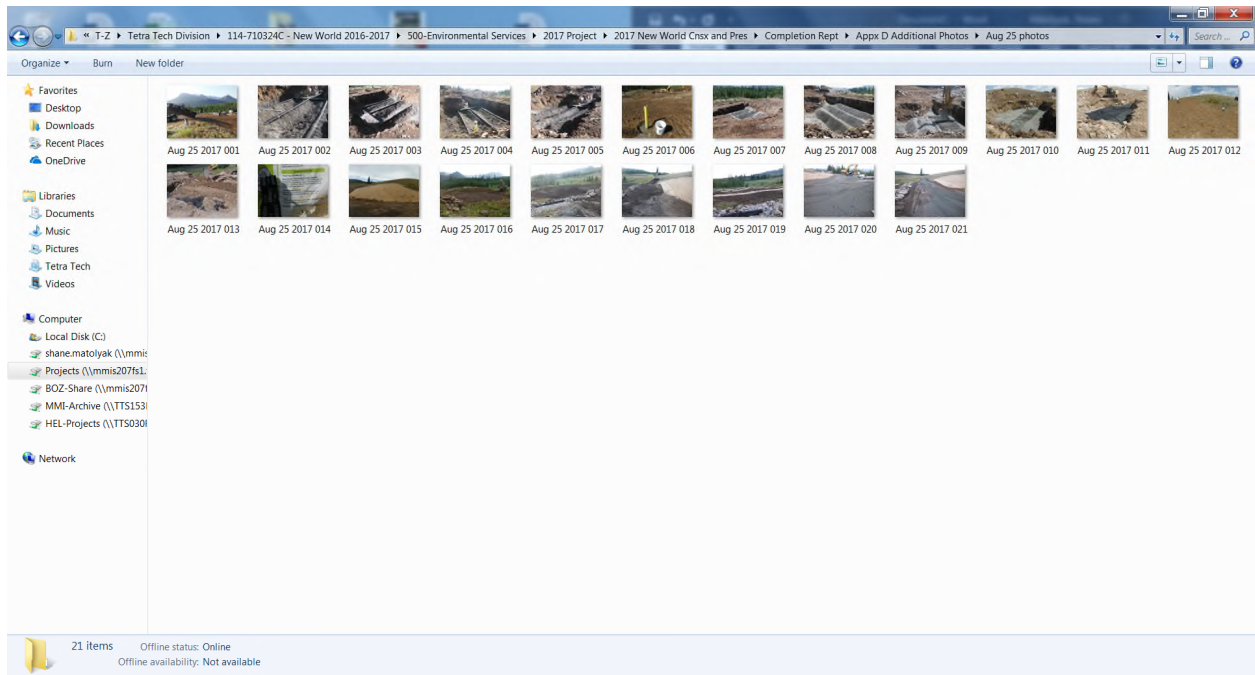 « T-Z ▸ Tetra Tech Division ▸ 114-710324C - New World 2016-2017 ▸ 500-Environmental Services ▸ 2017 Project ▸ 2017 New World Cnsx and Pres ▸ Completion Rept ▸ Appx D Additional Photos ▸ Aug 25 photos
Search ...
Organize Burn New folder
Favorites
Desktop
Downloads
Recent Places
OneDrive
Libraries
Documents
Music
Pictures
Tetra Tech
Videos
Computer
Local Disk (C:)
shane.matolyak (\\mmis
Projects (\\mmis207fs1.
BOZ-Share (\\mmis207f
MMI-Archive (\\TTS153
HEL-Projects (\\TTS030
Network
Aug 25 2017 001 Aug 25 2017 002 Aug 25 2017 003 Aug 25 2017 004 Aug 25 2017 005 Aug 25 2017 006 Aug 25 2017 007 Aug 25 2017 008 Aug 25 2017 009 Aug 25 2017 010 Aug 25 2017 011 Aug 25 2017 012
Aug 25 2017 013 Aug 25 2017 014 Aug 25 2017 015 Aug 25 2017 016 Aug 25 2017 017 Aug 25 2017 018 Aug 25 2017 019 Aug 25 2017 020 Aug 25 2017 021
21 items Offline status: Online
Offline availability: Not available